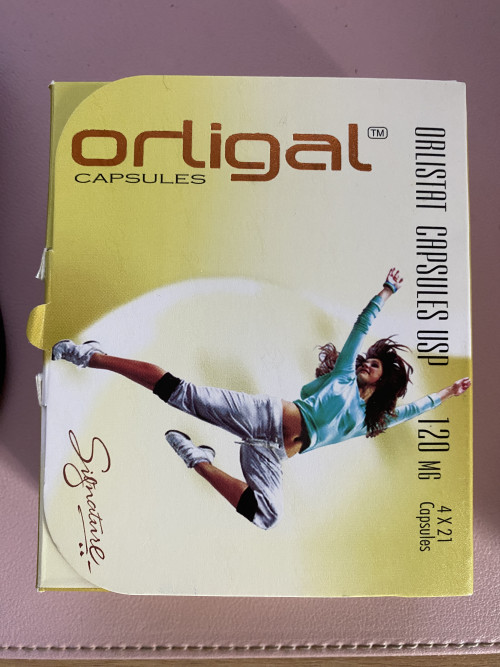 orligal™
CAPSULES
ORLISTAT CAPSULES USP 120 MG
4 X 21
Capsules
Signature